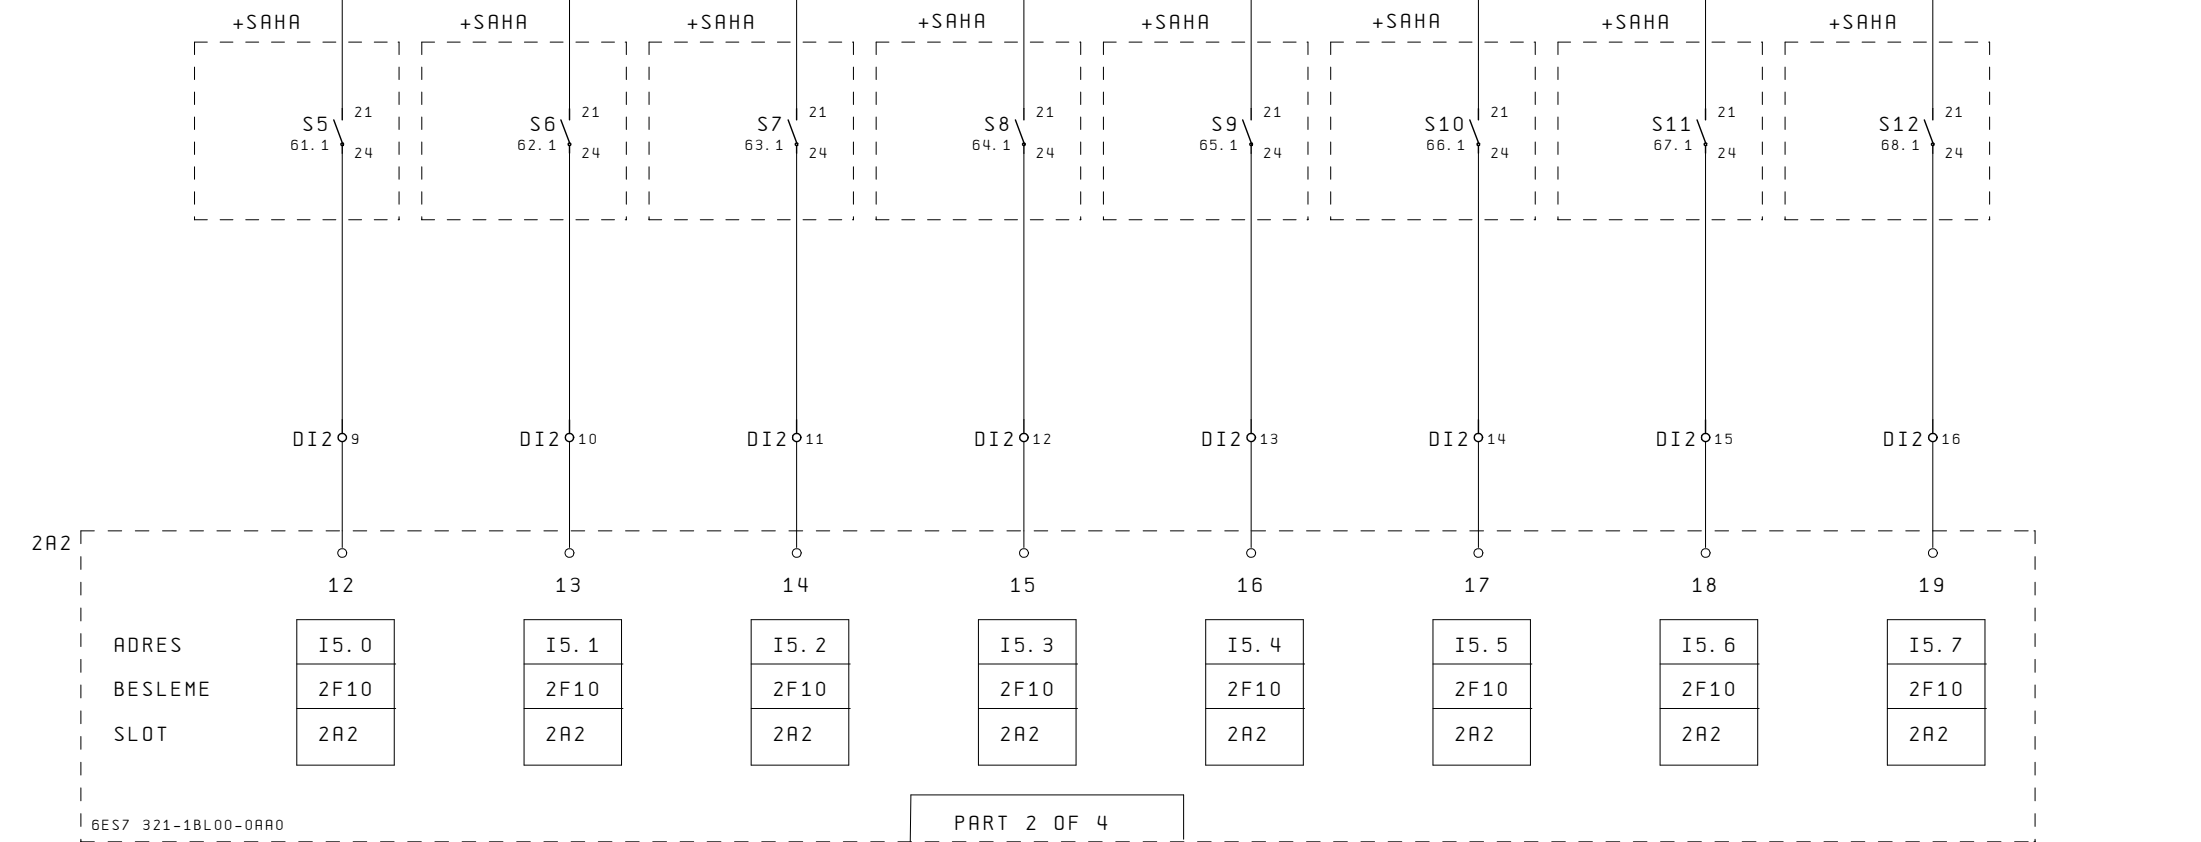 +SAHA +SAHA +SAHA +SAHA +SAHA +SAHA +SAHA +SAHA
21 21 21 21 21 21 21 21
S5 S6 S7 S8 S9 S10 S11 S12
61.1 62.1 63.1 64.1 65.1 66.1 67.1 68.1
24 24 24 24 24 24 24 24
DI2 9 DI2 10 DI2 11 DI2 12 DI2 13 DI2 14 DI2 15 DI2 16
2A2
12 13 14 15 16 17 18 19
ADRES I5.0 I5.1 I5.2 I5.3 I5.4 I5.5 I5.6 I5.7
BESLEME 2F10 2F10 2F10 2F10 2F10 2F10 2F10 2F10
SLOT 2A2 2A2 2A2 2A2 2A2 2A2 2A2 2A2
6ES7 321-1BL00-0AA0 PART 2 OF 4